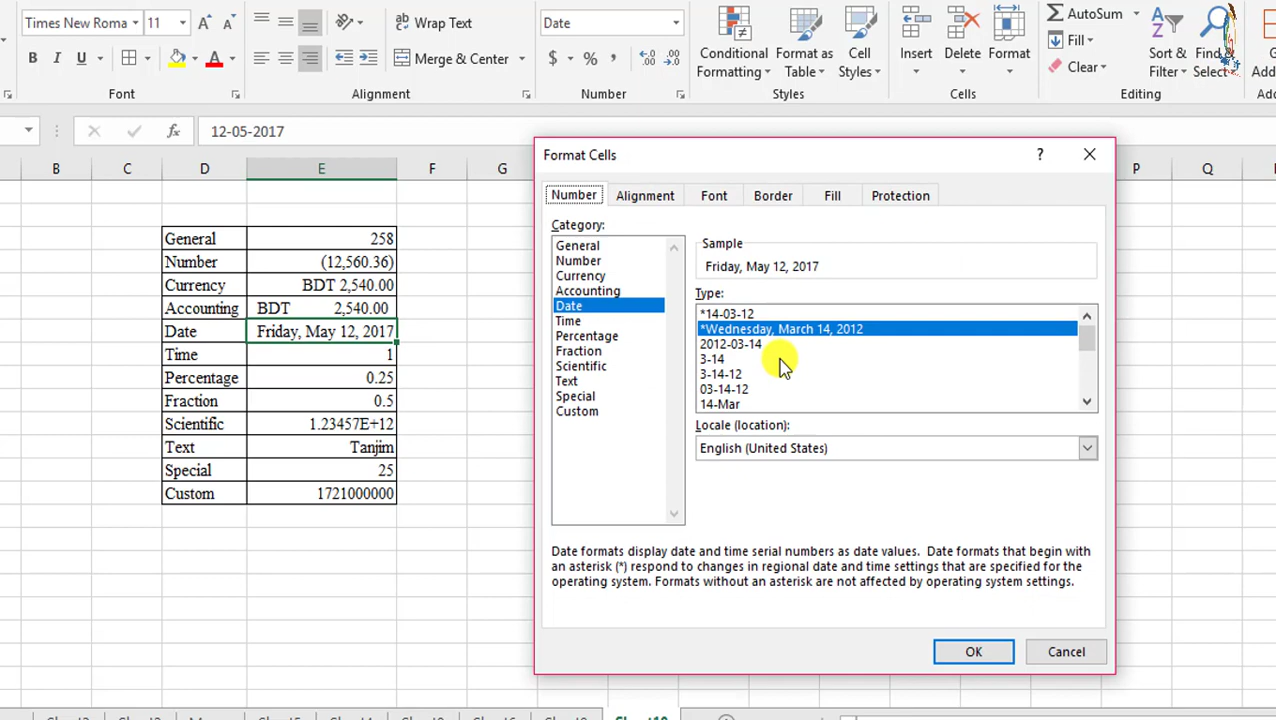 Times New Roma
11
Wrap Text
Date
AutoSum
B I U
A
Merge & Center
$ % ,
Conditional Formatting
Format as Table
Cell Styles
Insert
Delete
Format
Fill
Clear
Sort & Filter
Find & Select
Font
Alignment
Number
Styles
Cells
Editing
fx
12-05-2017
B C D E F G P Q
General 258
Number (12,560.36)
Currency BDT 2,540.00
Accounting BDT 2,540.00
Date Friday, May 12, 2017
Time 1
Percentage 0.25
Fraction 0.5
Scientific 1.23457E+12
Text Tanjim
Special 25
Custom 1721000000
Format Cells
?
Number Alignment Font Border Fill Protection
Category:
General
Number
Currency
Accounting
Date
Time
Percentage
Fraction
Scientific
Text
Special
Custom
Sample
Friday, May 12, 2017
Type:
*14-03-12
*Wednesday, March 14, 2012
2012-03-14
3-14
3-14-12
03-14-12
14-Mar
Locale (location):
English (United States)
Date formats display date and time serial numbers as date values. Date formats that begin with
an asterisk (*) respond to changes in regional date and time settings that are specified for the
operating system. Formats without an asterisk are not affected by operating system settings.
OK
Cancel